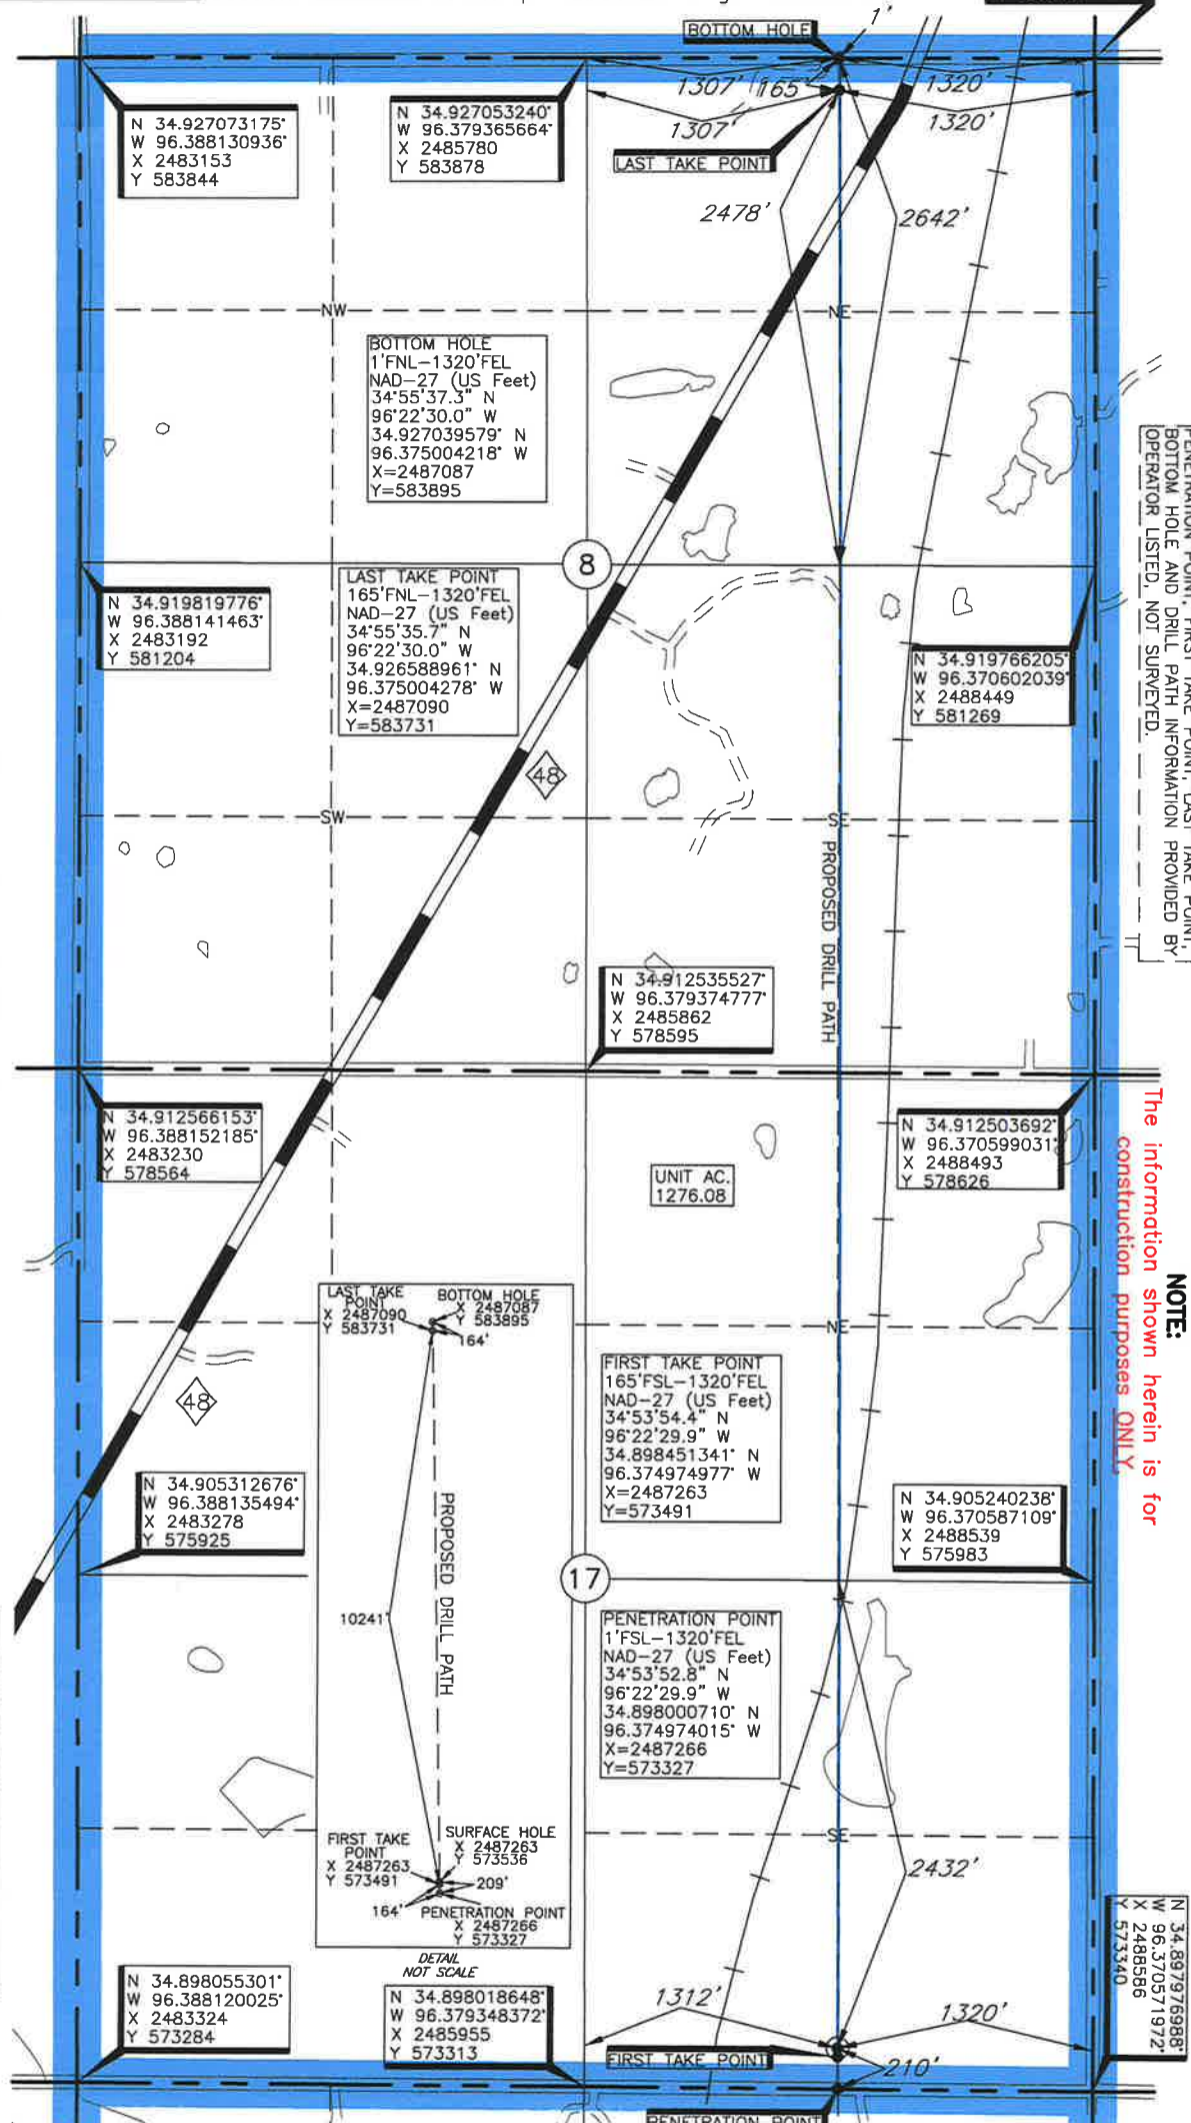 BOTTOM HOLE
1'
1307'
165'
1320'
1307'
1320'
LAST TAKE POINT
N 34.927073175°
W 96.388130936°
X 2483153
Y 583844
N 34.927053240°
W 96.379365664°
X 2485780
Y 583878
2478'
2642'
NW
NE
BOTTOM HOLE
1'FNL-1320'FEL
NAD-27 (US Feet)
34°55'37.3" N
96°22'30.0" W
34.927039579° N
96.375004218° W
X=2487087
Y=583895
PENETRATION POINT, FIRST TAKE POINT, LAST TAKE POINT,
BOTTOM HOLE AND DRILL PATH INFORMATION PROVIDED BY
OPERATOR LISTED, NOT SURVEYED.
8
LAST TAKE POINT
165'FNL-1320'FEL
NAD-27 (US Feet)
34°55'35.7" N
96°22'30.0" W
34.926588961° N
96.375004278° W
X=2487090
Y=583731
N 34.919819776°
W 96.388141463°
X 2483192
Y 581204
N 34.919766205°
W 96.370602039°
X 2488449
Y 581269
48
SW
SE
PROPOSED DRILL PATH
N 34.912535527°
W 96.379374777°
X 2485862
Y 578595
N 34.912566153°
W 96.388152185°
X 2483230
Y 578564
N 34.912503692°
W 96.370599031°
X 2488493
Y 578626
UNIT AC.
1276.08
NOTE:
The information shown herein is for
construction purposes ONLY
LAST TAKE
POINT
X 2487090
Y 583731
BOTTOM HOLE
X 2487087
Y 583895
164'
NE
FIRST TAKE POINT
165'FSL-1320'FEL
NAD-27 (US Feet)
34°53'54.4" N
96°22'29.9" W
34.898451341° N
96.374974977° W
X=2487263
Y=573491
48
N 34.905312676°
W 96.388135494°
X 2483278
Y 575925
N 34.905240238°
W 96.370587109°
X 2488539
Y 575983
PROPOSED DRILL PATH
17
10241'
PENETRATION POINT
1'FSL-1320'FEL
NAD-27 (US Feet)
34°53'52.8" N
96°22'29.9" W
34.898000710° N
96.374974015° W
X=2487266
Y=573327
SE
FIRST TAKE
POINT
X 2487263
Y 573491
SURFACE HOLE
X 2487263
Y 573536
209'
164'
PENETRATION POINT
X 2487266
Y 573327
DETAIL
NOT SCALE
2432'
N 34.897976988°
W 96.370571972°
X 2488586
Y 573340
N 34.898055301°
W 96.388120025°
X 2483324
Y 573284
N 34.898018648°
W 96.379348372°
X 2485955
Y 573313
1312'
1320'
FIRST TAKE POINT
210'
PENETRATION POINT